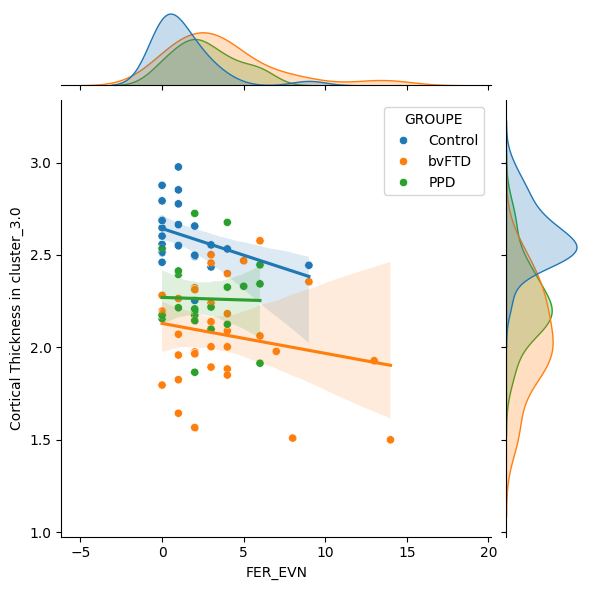 GROUPE
Control
bvFTD
PPD
3.0
2.5
2.0
1.5
1.0
Cortical Thickness in cluster_3.0
−5
0
5
10
15
20
FER_EVN